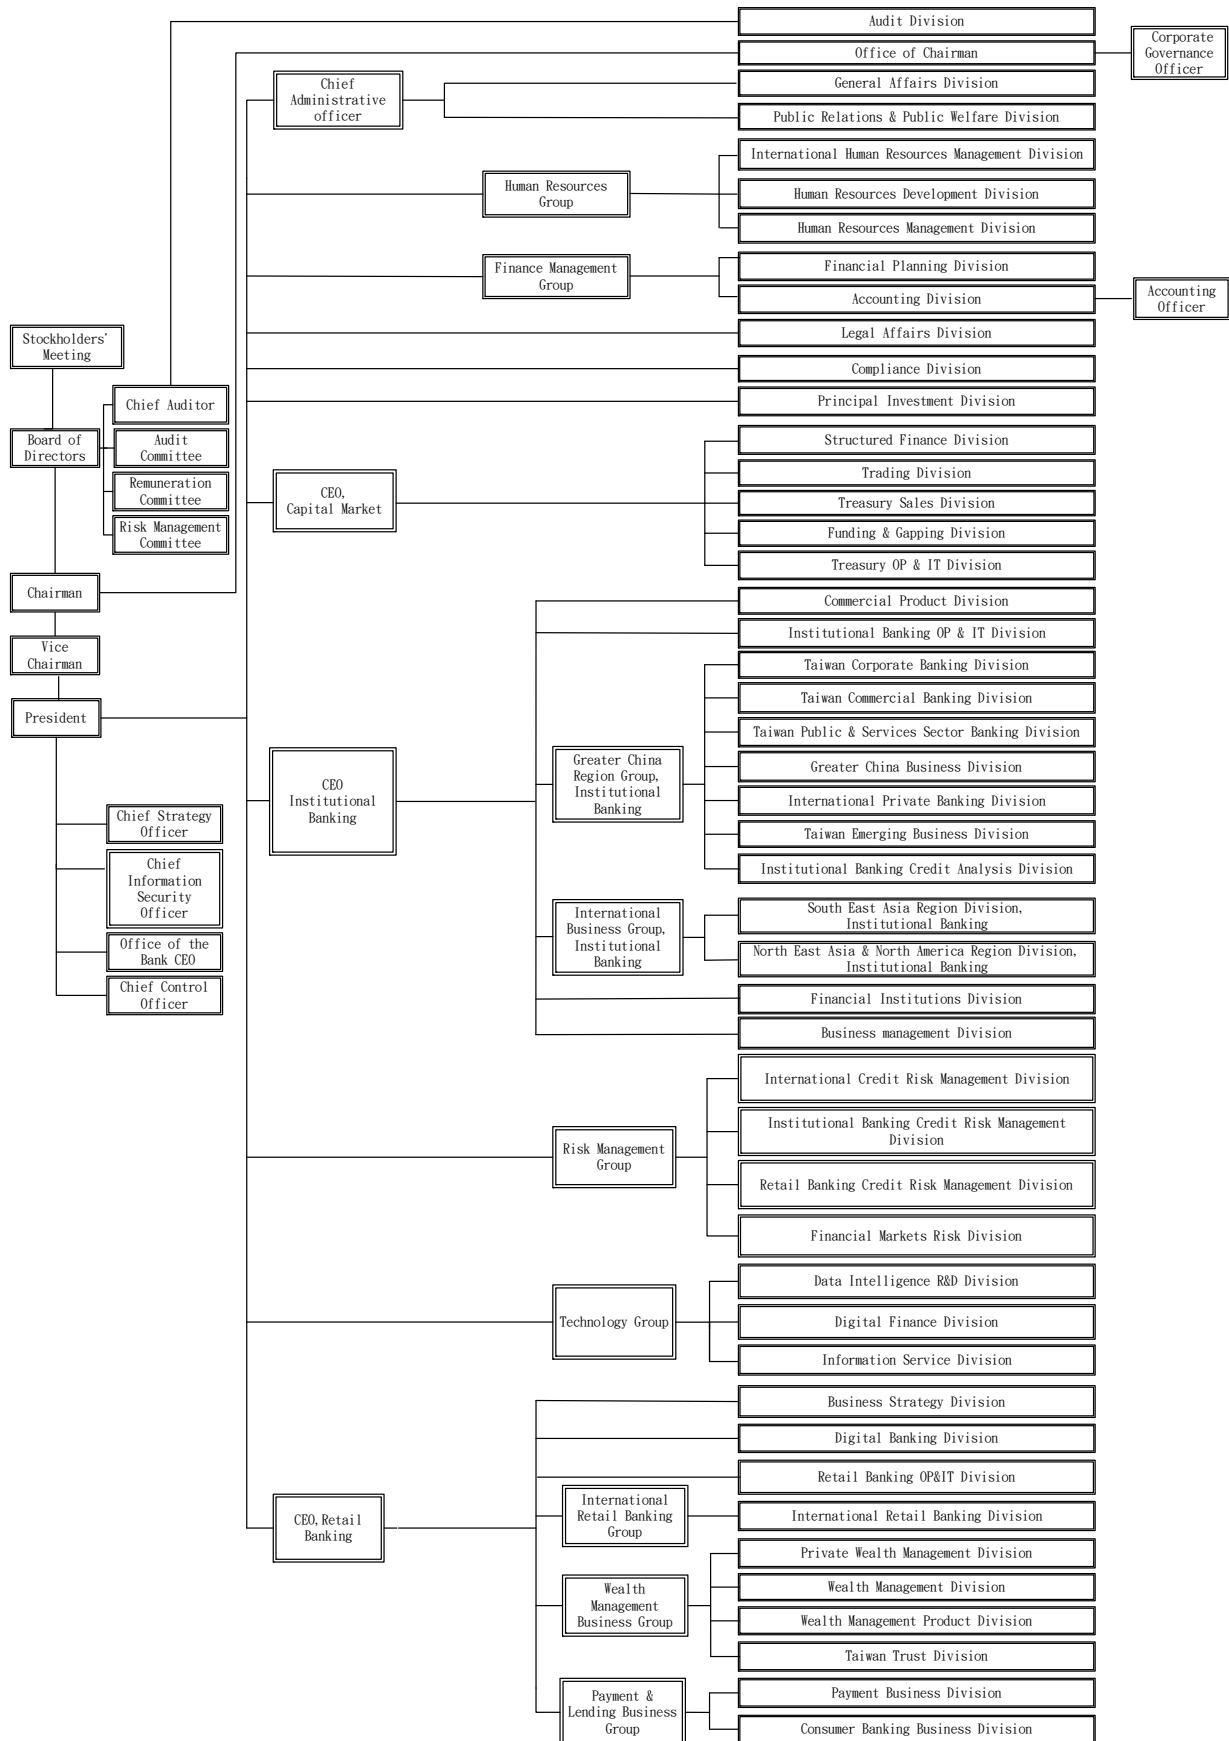 Audit Division
Office of Chairman
Corporate
Governance
Officer
Chief
Administrative
officer
General Affairs Division
Public Relations & Public Welfare Division
Human Resources
Group
International Human Resources Management Division
Human Resources Development Division
Human Resources Management Division
Finance Management
Group
Financial Planning Division
Accounting Division
Accounting
Officer
Legal Affairs Division
Compliance Division
Principal Investment Division
Stockholders'
Meeting
Board of
Directors
Chief Auditor
Audit
Committee
Remuneration
Committee
Risk Management
Committee
Chairman
Vice
Chairman
President
Chief Strategy
Officer
Chief
Information
Security
Officer
Office of the
Bank CEO
Chief Control
Officer
CEO,
Capital Market
Structured Finance Division
Trading Division
Treasury Sales Division
Funding & Gapping Division
Treasury OP & IT Division
CEO
Institutional
Banking
Commercial Product Division
Institutional Banking OP & IT Division
Greater China
Region Group,
Institutional
Banking
Taiwan Corporate Banking Division
Taiwan Commercial Banking Division
Taiwan Public & Services Sector Banking Division
Greater China Business Division
International Private Banking Division
Taiwan Emerging Business Division
Institutional Banking Credit Analysis Division
International
Business Group,
Institutional
Banking
South East Asia Region Division,
Institutional Banking
North East Asia & North America Region Division,
Institutional Banking
Financial Institutions Division
Business management Division
Risk Management
Group
International Credit Risk Management Division
Institutional Banking Credit Risk Management
Division
Retail Banking Credit Risk Management Division
Financial Markets Risk Division
Technology Group
Data Intelligence R&D Division
Digital Finance Division
Information Service Division
CEO,Retail
Banking
Business Strategy Division
Digital Banking Division
Retail Banking OP&IT Division
International
Retail Banking
Group
International Retail Banking Division
Wealth
Management
Business Group
Private Wealth Management Division
Wealth Management Division
Wealth Management Product Division
Taiwan Trust Division
Payment &
Lending Business
Group
Payment Business Division
Consumer Banking Business Division